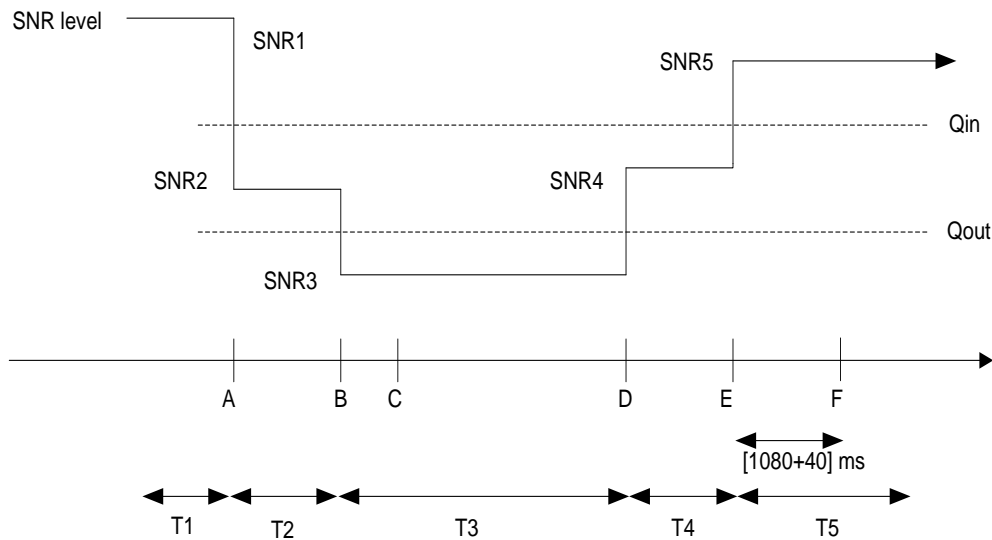 SNR level
SNR1
SNR5
Qin
SNR2
SNR4
Qout
SNR3
A B C D E F
[1080+40] ms
T1 T2 T3 T4 T5